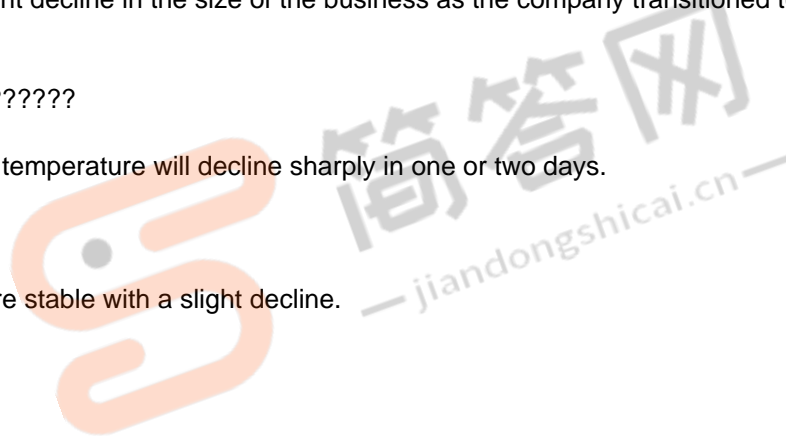 nt decline in the size of the business as the company transitioned t
??????
temperature will decline sharply in one or two days.
简答网
jiandongshicai.cn
re stable with a slight decline.